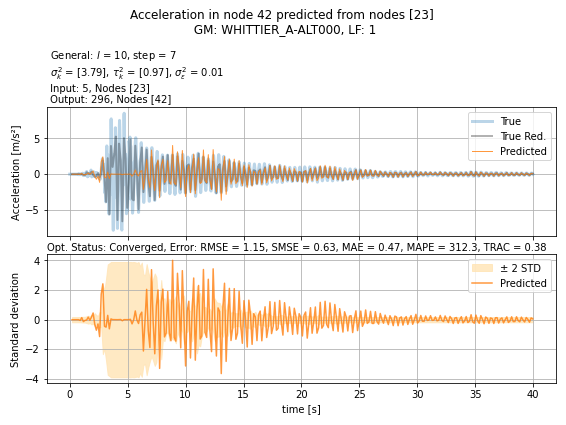 Acceleration in node 42 predicted from nodes [23]
GM: WHITTIER_A-ALT000, LF: 1
General: l = 10, step = 7
σ²ₖ = [3.79], τ²ₖ = [0.97], σ²ε = 0.01
Input: 5, Nodes [23]
Output: 296, Nodes [42]
Acceleration [m/s²]
5
0
−5
True
True Red.
Predicted
Opt. Status: Converged, Error: RMSE = 1.15, SMSE = 0.63, MAE = 0.47, MAPE = 312.3, TRAC = 0.38
Standard deviation
4
2
0
−2
−4
± 2 STD
Predicted
0 5 10 15 20 25 30 35 40
time [s]